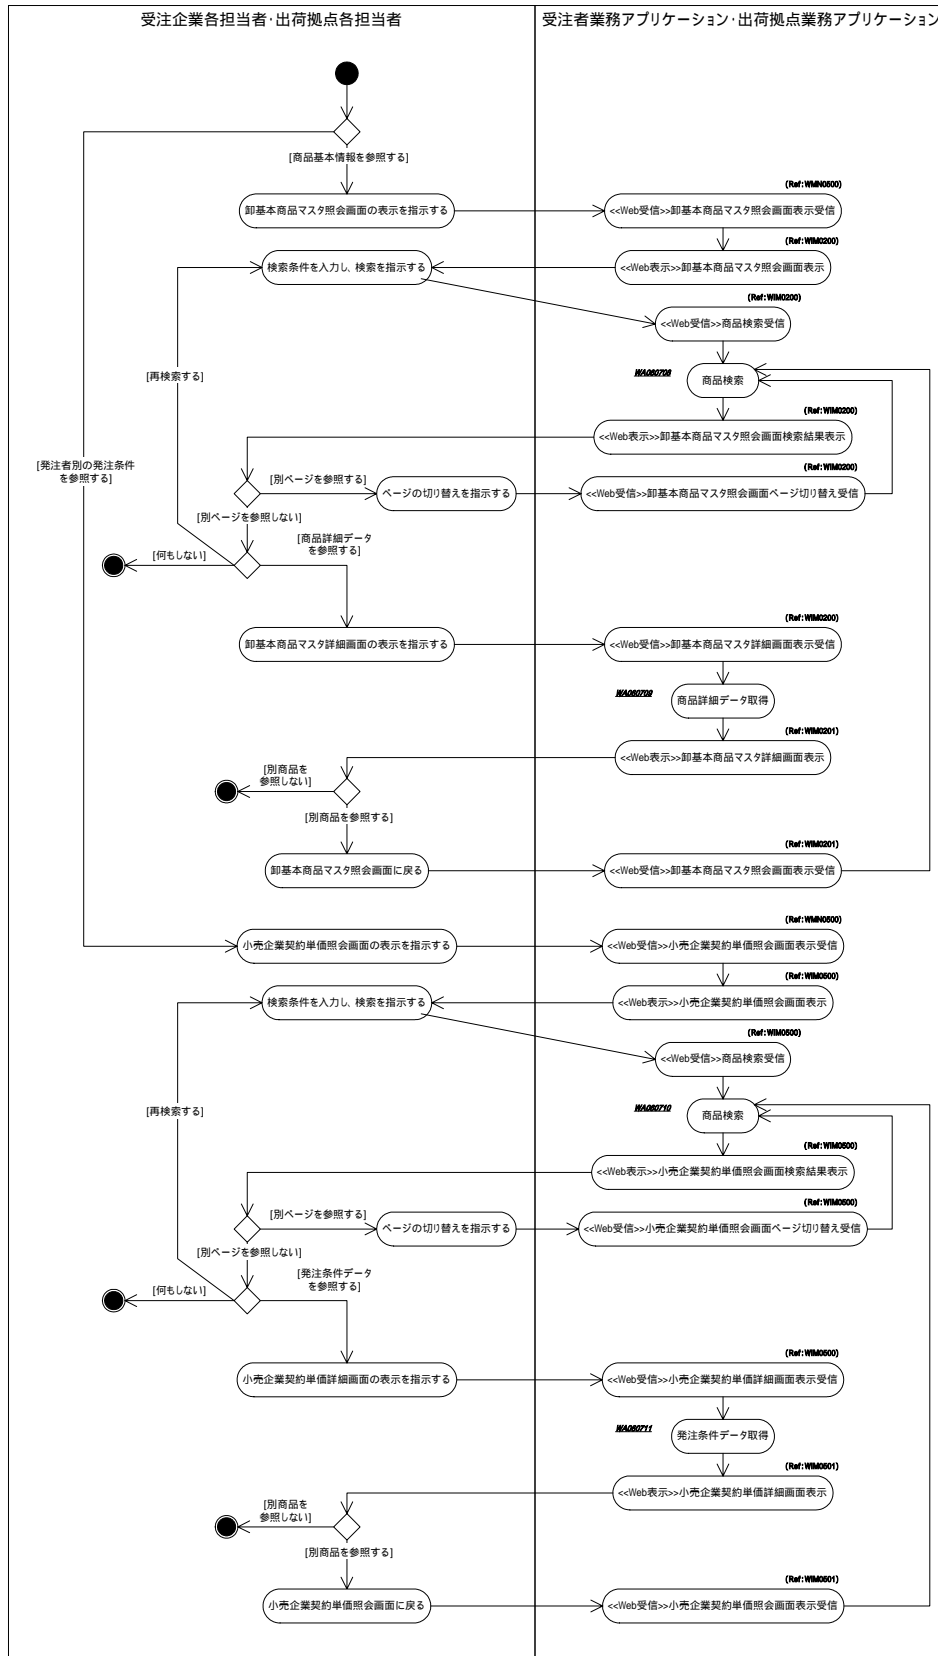 受注企業各担当者・出荷拠点各担当者
受注者業務アプリケーション・出荷拠点業務アプリケーション
[商品基本情報を参照する]
(Ref:WMN0500)
卸基本商品マスタ照会画面の表示を指示する
<<Web受信>>卸基本商品マスタ照会画面表示受信
(Ref:WIM0200)
検索条件を入力し、検索を指示する
<<Web表示>>卸基本商品マスタ照会画面表示
(Ref:WIM0200)
<<Web受信>>商品検索受信
[再検索する]
WA080708
商品検索
(Ref:WIM0200)
<<Web表示>>卸基本商品マスタ照会画面検索結果表示
[発注者別の発注条件
を参照する]
(Ref:WIM0200)
[別ページを参照する]
ページの切り替えを指示する
<<Web受信>>卸基本商品マスタ照会画面ページ切り替え受信
[別ページを参照しない]
[商品詳細データ
を参照する]
[何もしない]
(Ref:WIM0200)
卸基本商品マスタ詳細画面の表示を指示する
<<Web受信>>卸基本商品マスタ詳細画面表示受信
WA080709
商品詳細データ取得
(Ref:WIM0201)
<<Web表示>>卸基本商品マスタ詳細画面表示
[別商品を
参照しない]
[別商品を参照する]
(Ref:WIM0201)
卸基本商品マスタ照会画面に戻る
<<Web受信>>卸基本商品マスタ照会画面表示受信
(Ref:WMN0500)
小売企業契約単価照会画面の表示を指示する
<<Web受信>>小売企業契約単価照会画面表示受信
(Ref:WIM0500)
検索条件を入力し、検索を指示する
<<Web表示>>小売企業契約単価照会画面表示
(Ref:WIM0500)
<<Web受信>>商品検索受信
[再検索する]
WA080710
商品検索
(Ref:WIM0500)
<<Web表示>>小売企業契約単価照会画面検索結果表示
(Ref:WIM0500)
[別ページを参照する]
ページの切り替えを指示する
<<Web受信>>小売企業契約単価照会画面ページ切り替え受信
[別ページを参照しない]
[発注条件データ
を参照する]
[何もしない]
(Ref:WIM0500)
小売企業契約単価詳細画面の表示を指示する
<<Web受信>>小売企業契約単価詳細画面表示受信
WA080711
発注条件データ取得
(Ref:WIM0501)
<<Web表示>>小売企業契約単価詳細画面表示
[別商品を
参照しない]
[別商品を参照する]
(Ref:WIM0501)
小売企業契約単価照会画面に戻る
<<Web受信>>小売企業契約単価照会画面表示受信